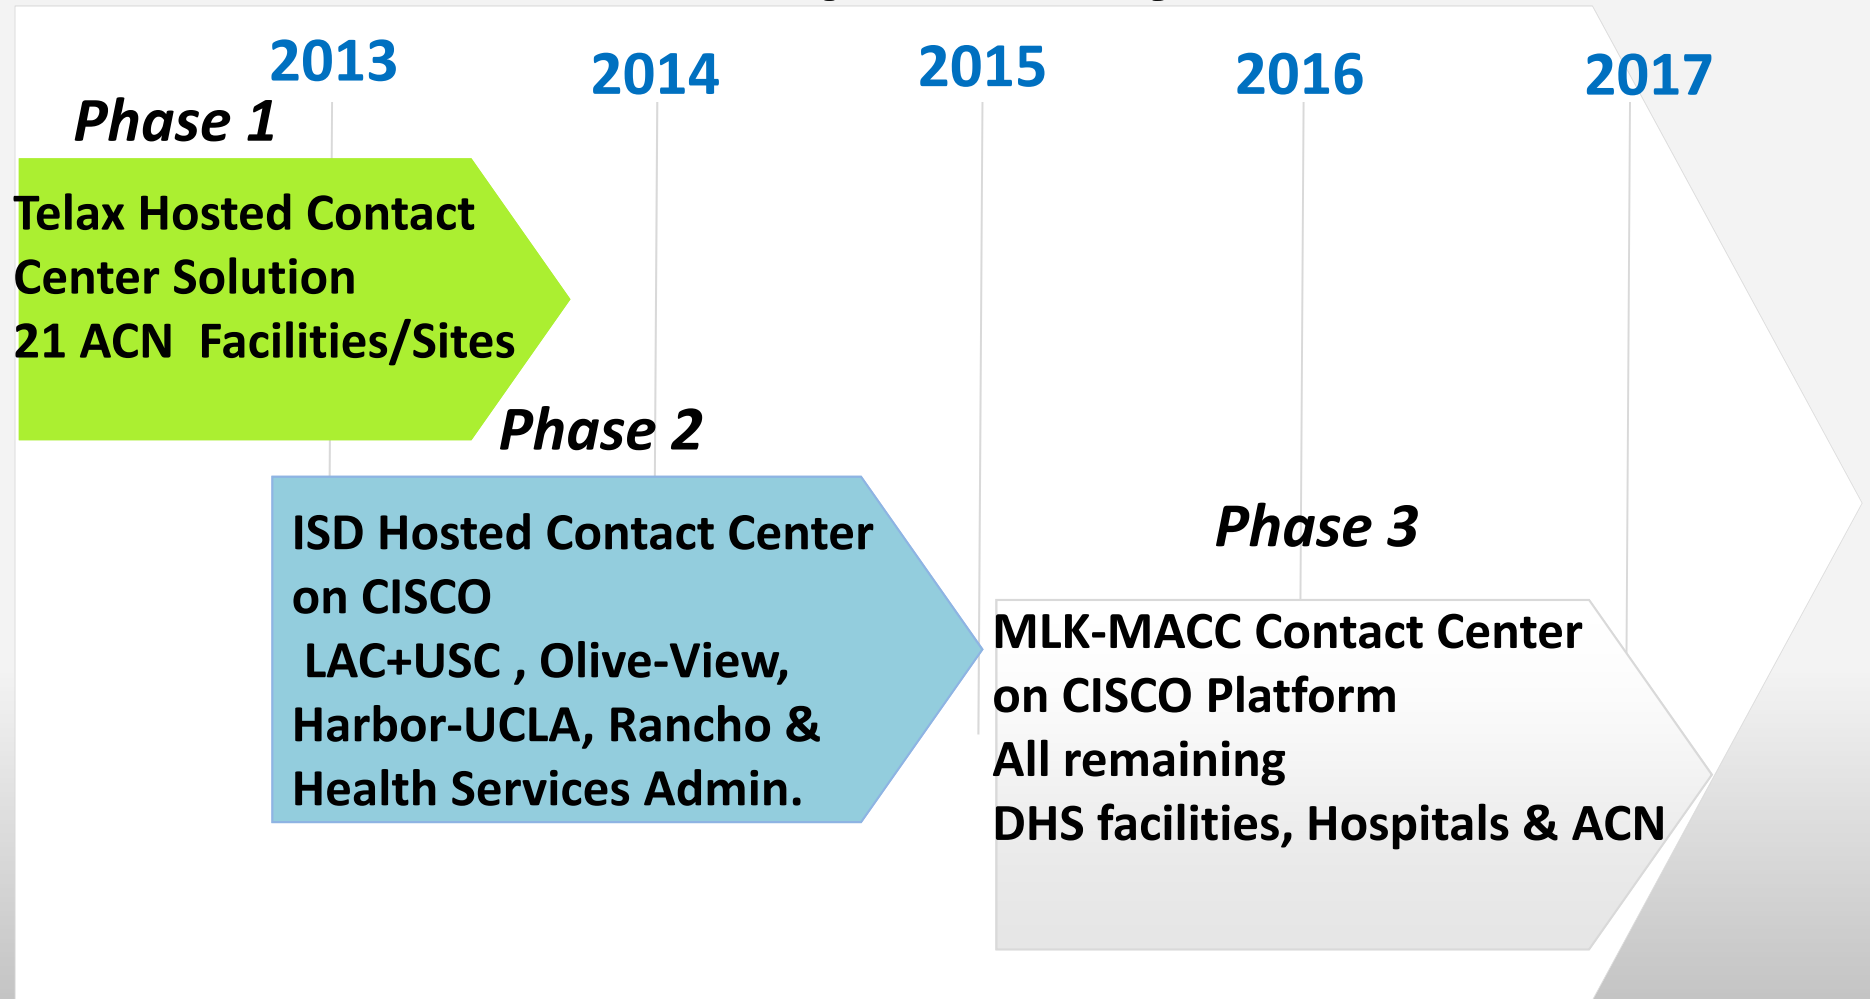 2013
2014
2015
2016
2017
Phase 1
Telax Hosted Contact
Center Solution
21 ACN  Facilities/Sites
Phase 2
ISD Hosted Contact Center
on CISCO
LAC+USC , Olive-View,
Harbor-UCLA, Rancho &
Health Services Admin.
Phase 3
MLK-MACC Contact Center
on CISCO Platform
All remaining
DHS facilities, Hospitals & ACN